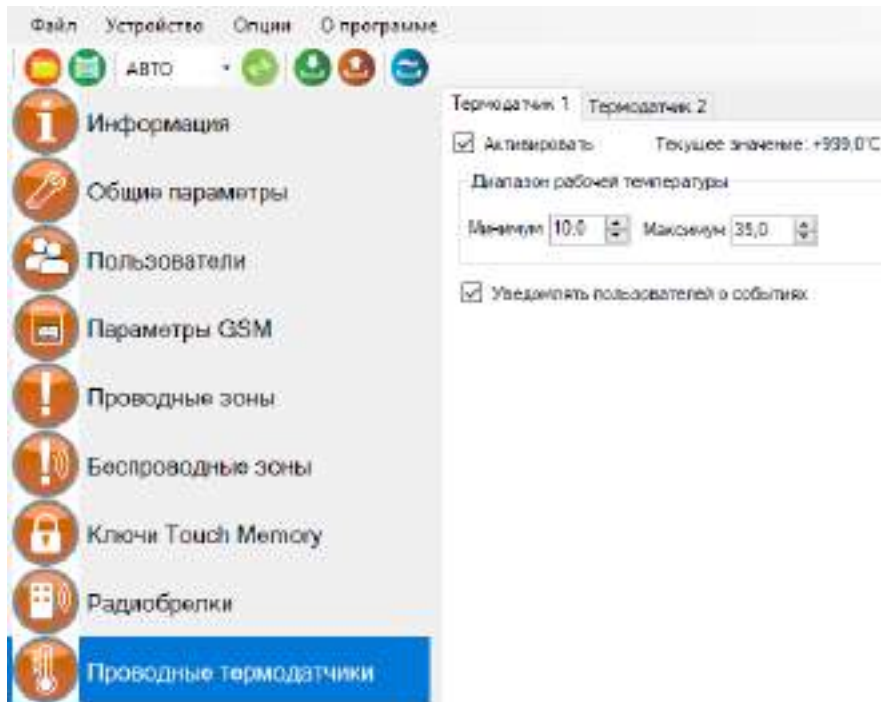 Файл Устройство Опции О программе
АВТО
Информация
Общие параметры
Пользователи
Параметры GSM
Проводные зоны
Беспроводные зоны
Ключи Touch Memory
Радиобрелки
Проводные термодатчики
Термодатчик 1 Термодатчик 2
Активировать Текущее значение: +999,0°C
Диапазон рабочей температуры
Минимум 10,0 Максимум 35,0
Уведомлять пользователей о событиях